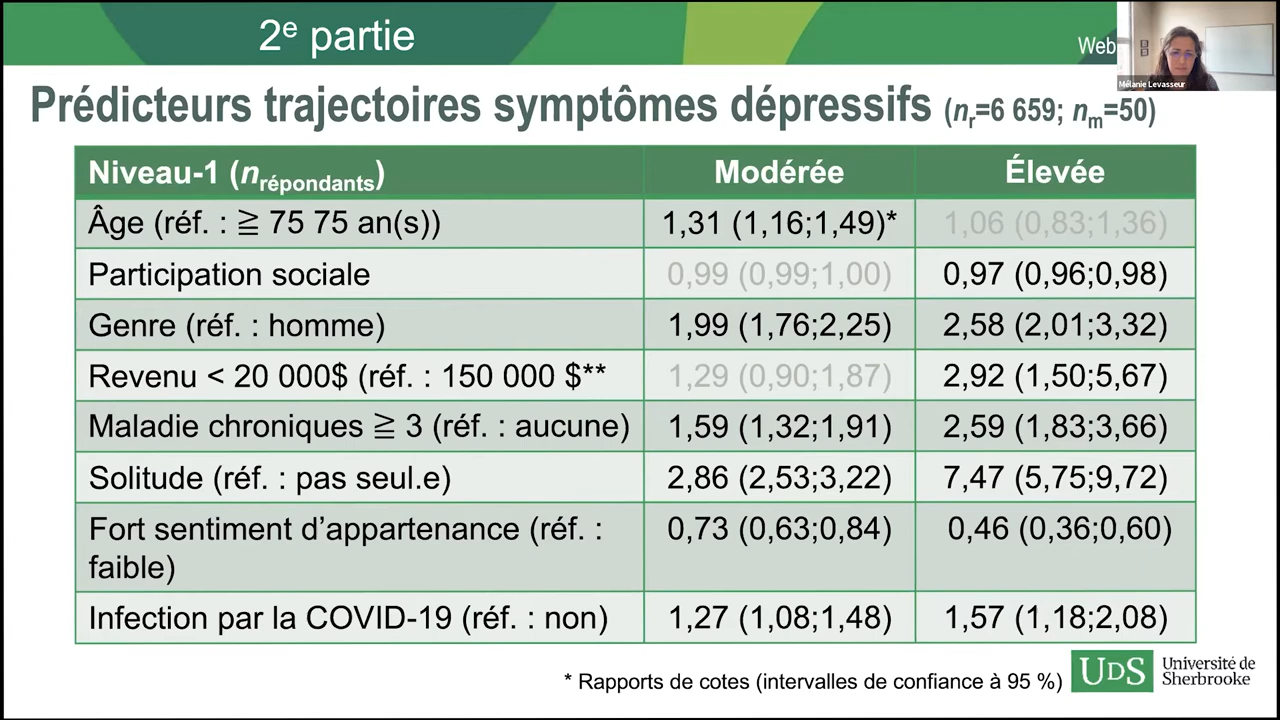 2e partie
Web
Mélanie Levasseur
Prédicteurs trajectoires symptômes dépressifs (nr=6 659; nm=50)
Niveau-1 (nrépondants) Modérée Élevée
Âge (réf. : ≧ 75 75 an(s)) 1,31 (1,16;1,49)* 1,06 (0,83;1,36)
Participation sociale 0,99 (0,99;1,00) 0,97 (0,96;0,98)
Genre (réf. : homme) 1,99 (1,76;2,25) 2,58 (2,01;3,32)
Revenu < 20 000$ (réf. : 150 000 $** 1,29 (0,90;1,87) 2,92 (1,50;5,67)
Maladie chroniques ≧ 3 (réf. : aucune) 1,59 (1,32;1,91) 2,59 (1,83;3,66)
Solitude (réf. : pas seul.e) 2,86 (2,53;3,22) 7,47 (5,75;9,72)
Fort sentiment d’appartenance (réf. : 0,73 (0,63;0,84) 0,46 (0,36;0,60)
faible)
Infection par la COVID-19 (réf. : non) 1,27 (1,08;1,48) 1,57 (1,18;2,08)
* Rapports de cotes (intervalles de confiance à 95 %)
UDS Université de
Sherbrooke